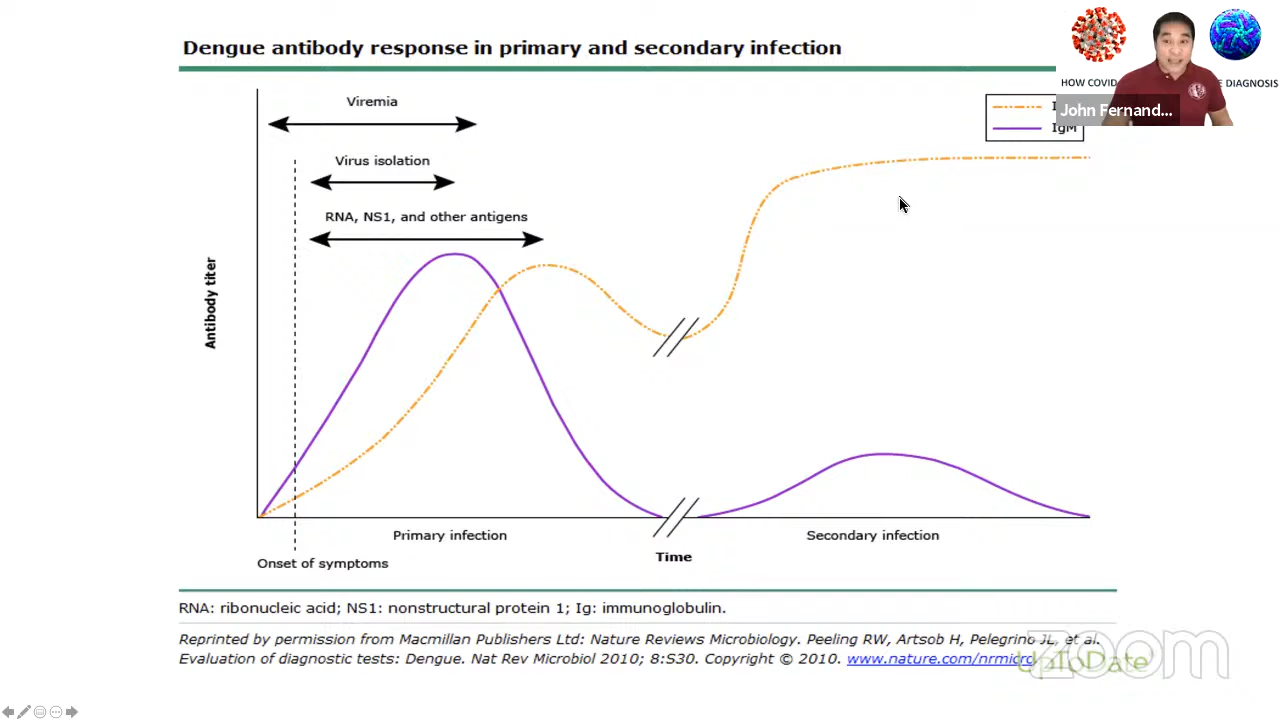 Dengue antibody response in primary and secondary infection
HOW COVID
E DIAGNOSIS
John Fernand...
IgM
Viremia
Virus isolation
RNA, NS1, and other antigens
Antibody titer
Primary infection
Secondary infection
Time
Onset of symptoms
RNA: ribonucleic acid; NS1: nonstructural protein 1; Ig: immunoglobulin.
Reprinted by permission from Macmillan Publishers Ltd: Nature Reviews Microbiology. Peeling RW, Artsob H, Pelegrino JL, et al.
Evaluation of diagnostic tests: Dengue. Nat Rev Microbiol 2010; 8:S30. Copyright © 2010. www.nature.com/nrmicro
UpToDate
zoom